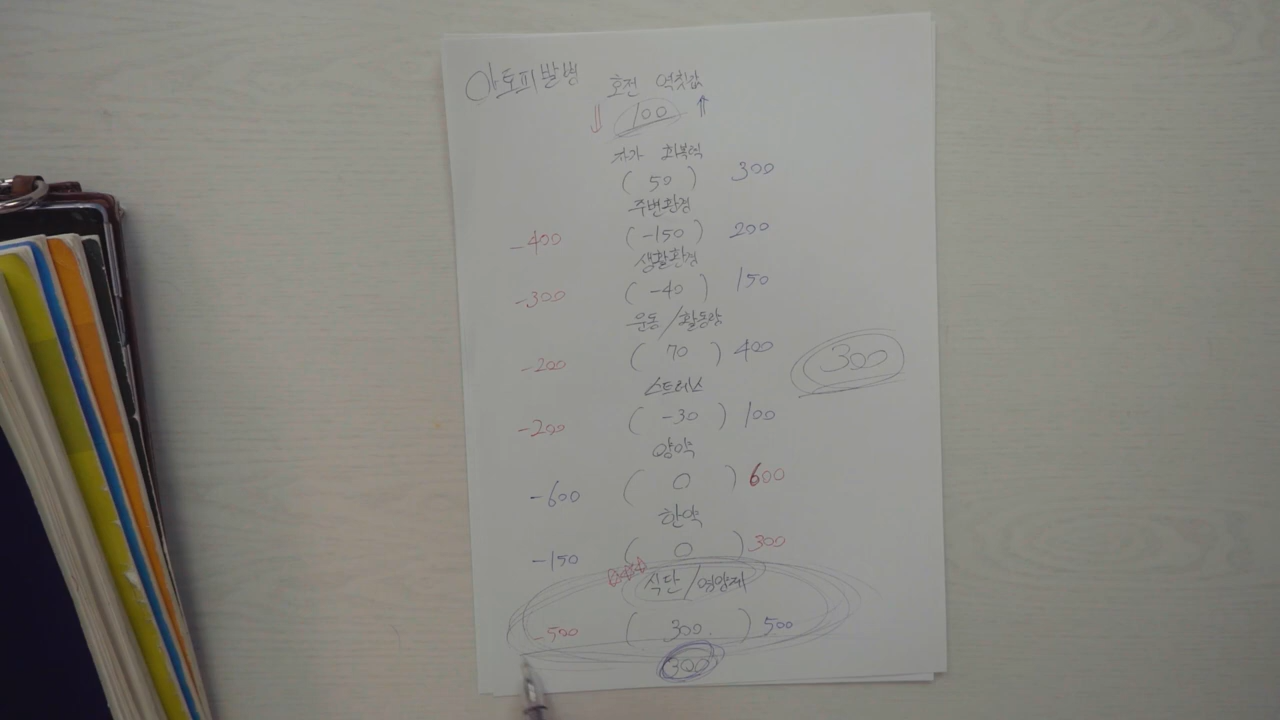 아토피발병 호전 역치값
100
자가 회복력
( 50 ) 300
주변환경
-400 ( -150 ) 200
생활환경
-300 ( -40 ) 150
운동/활동량
-200 ( 70 ) 400
300
스트레스
-200 ( -30 ) 100
양약
-600 ( 0 ) 600
한약
-150 ( 0 ) 300
식단/영양제
-500 ( 300 ) 500
300